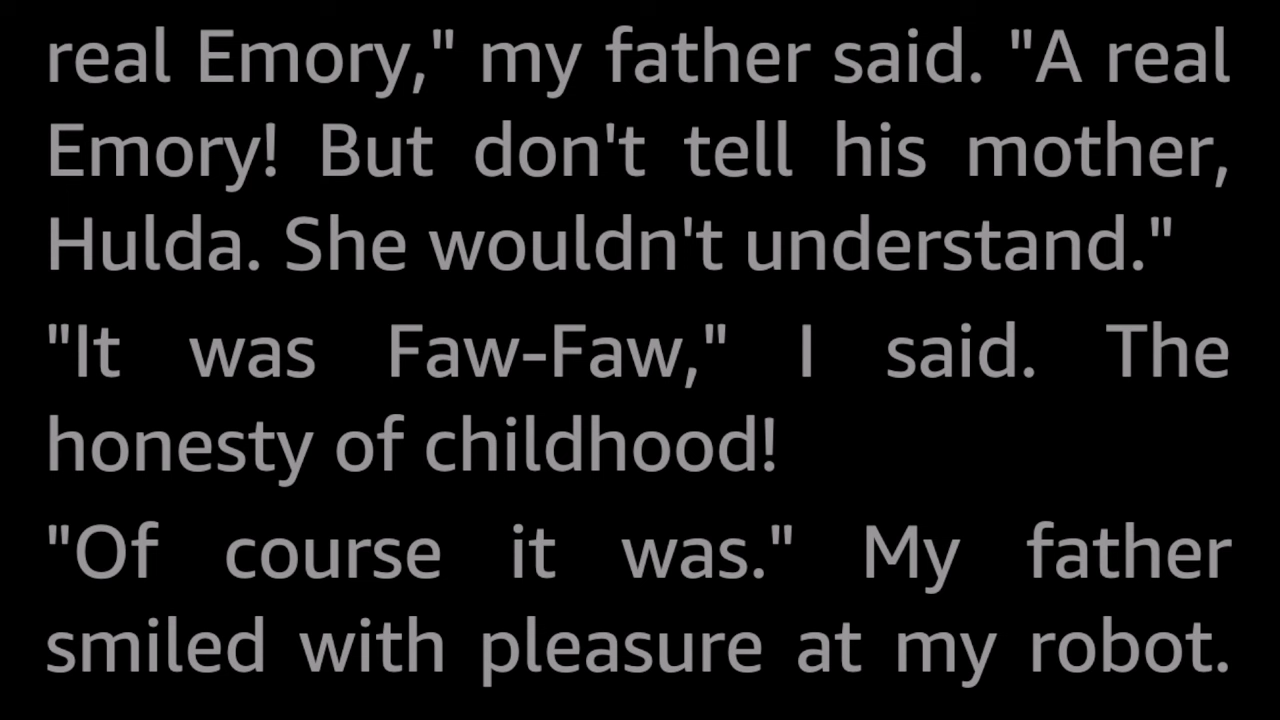 real Emory," my father said. "A real
Emory! But don't tell his mother,
Hulda. She wouldn't understand."
"It was Faw-Faw," I said. The
honesty of childhood!
"Of course it was." My father
smiled with pleasure at my robot.